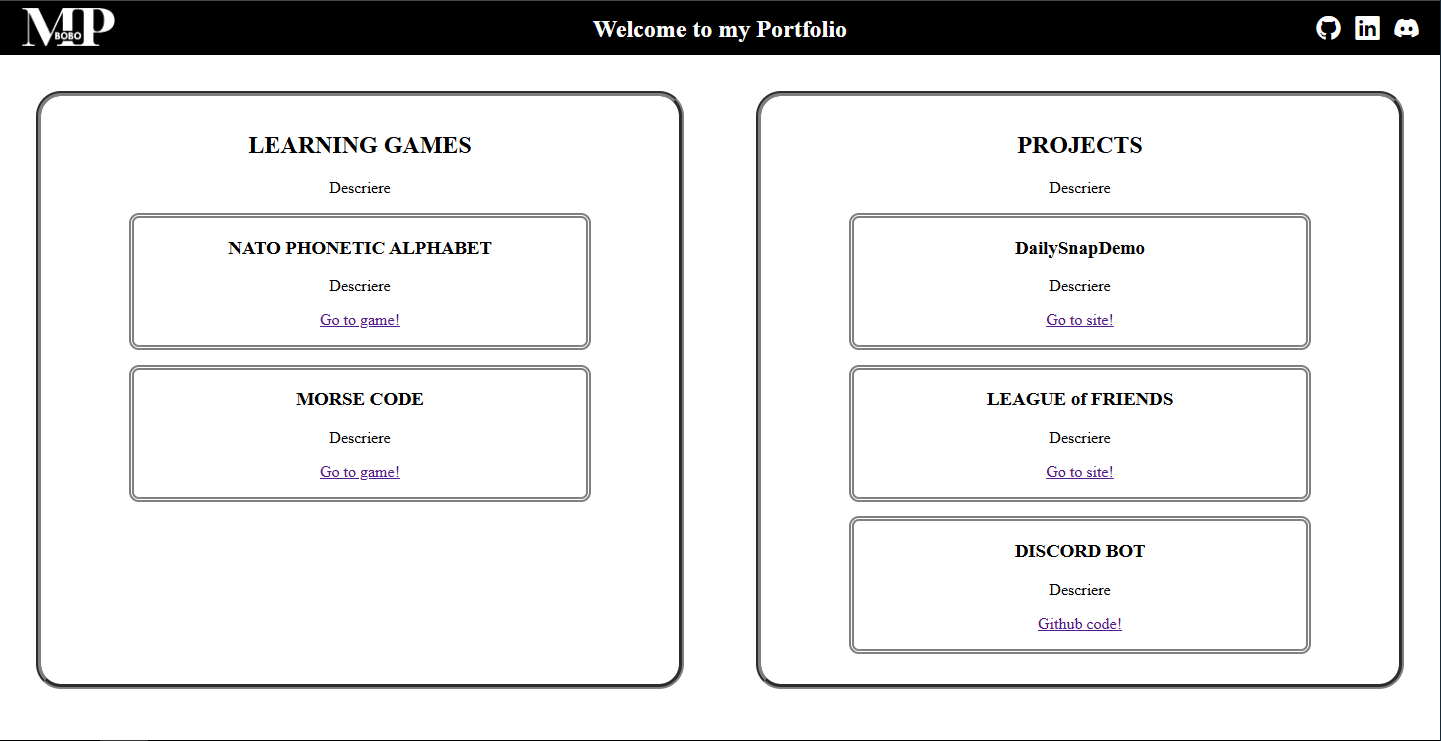 MP
BOBO
Welcome to my Portfolio
in
LEARNING GAMES
Descriere
NATO PHONETIC ALPHABET
Descriere
Go to game!
MORSE CODE
Descriere
Go to game!
PROJECTS
Descriere
DailySnapDemo
Descriere
Go to site!
LEAGUE of FRIENDS
Descriere
Go to site!
DISCORD BOT
Descriere
Github code!